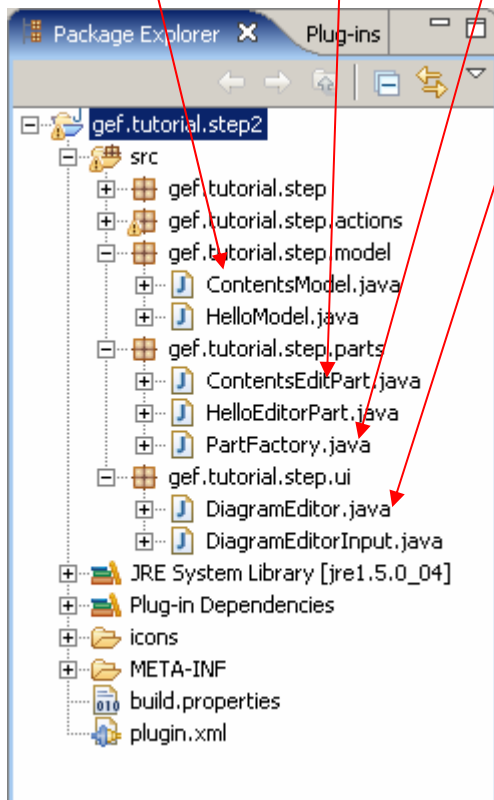 Package Explorer Plug-ins
gef.tutorial.step2
src
gef.tutorial.step
gef.tutorial.step.actions
gef.tutorial.step.model
ContentsModel.java
HelloModel.java
gef.tutorial.step.parts
ContentsEditPart.java
HelloEditorPart.java
PartFactory.java
gef.tutorial.step.ui
DiagramEditor.java
DiagramEditorInput.java
JRE System Library [jre1.5.0_04]
Plug-in Dependencies
icons
META-INF
build.properties
plugin.xml